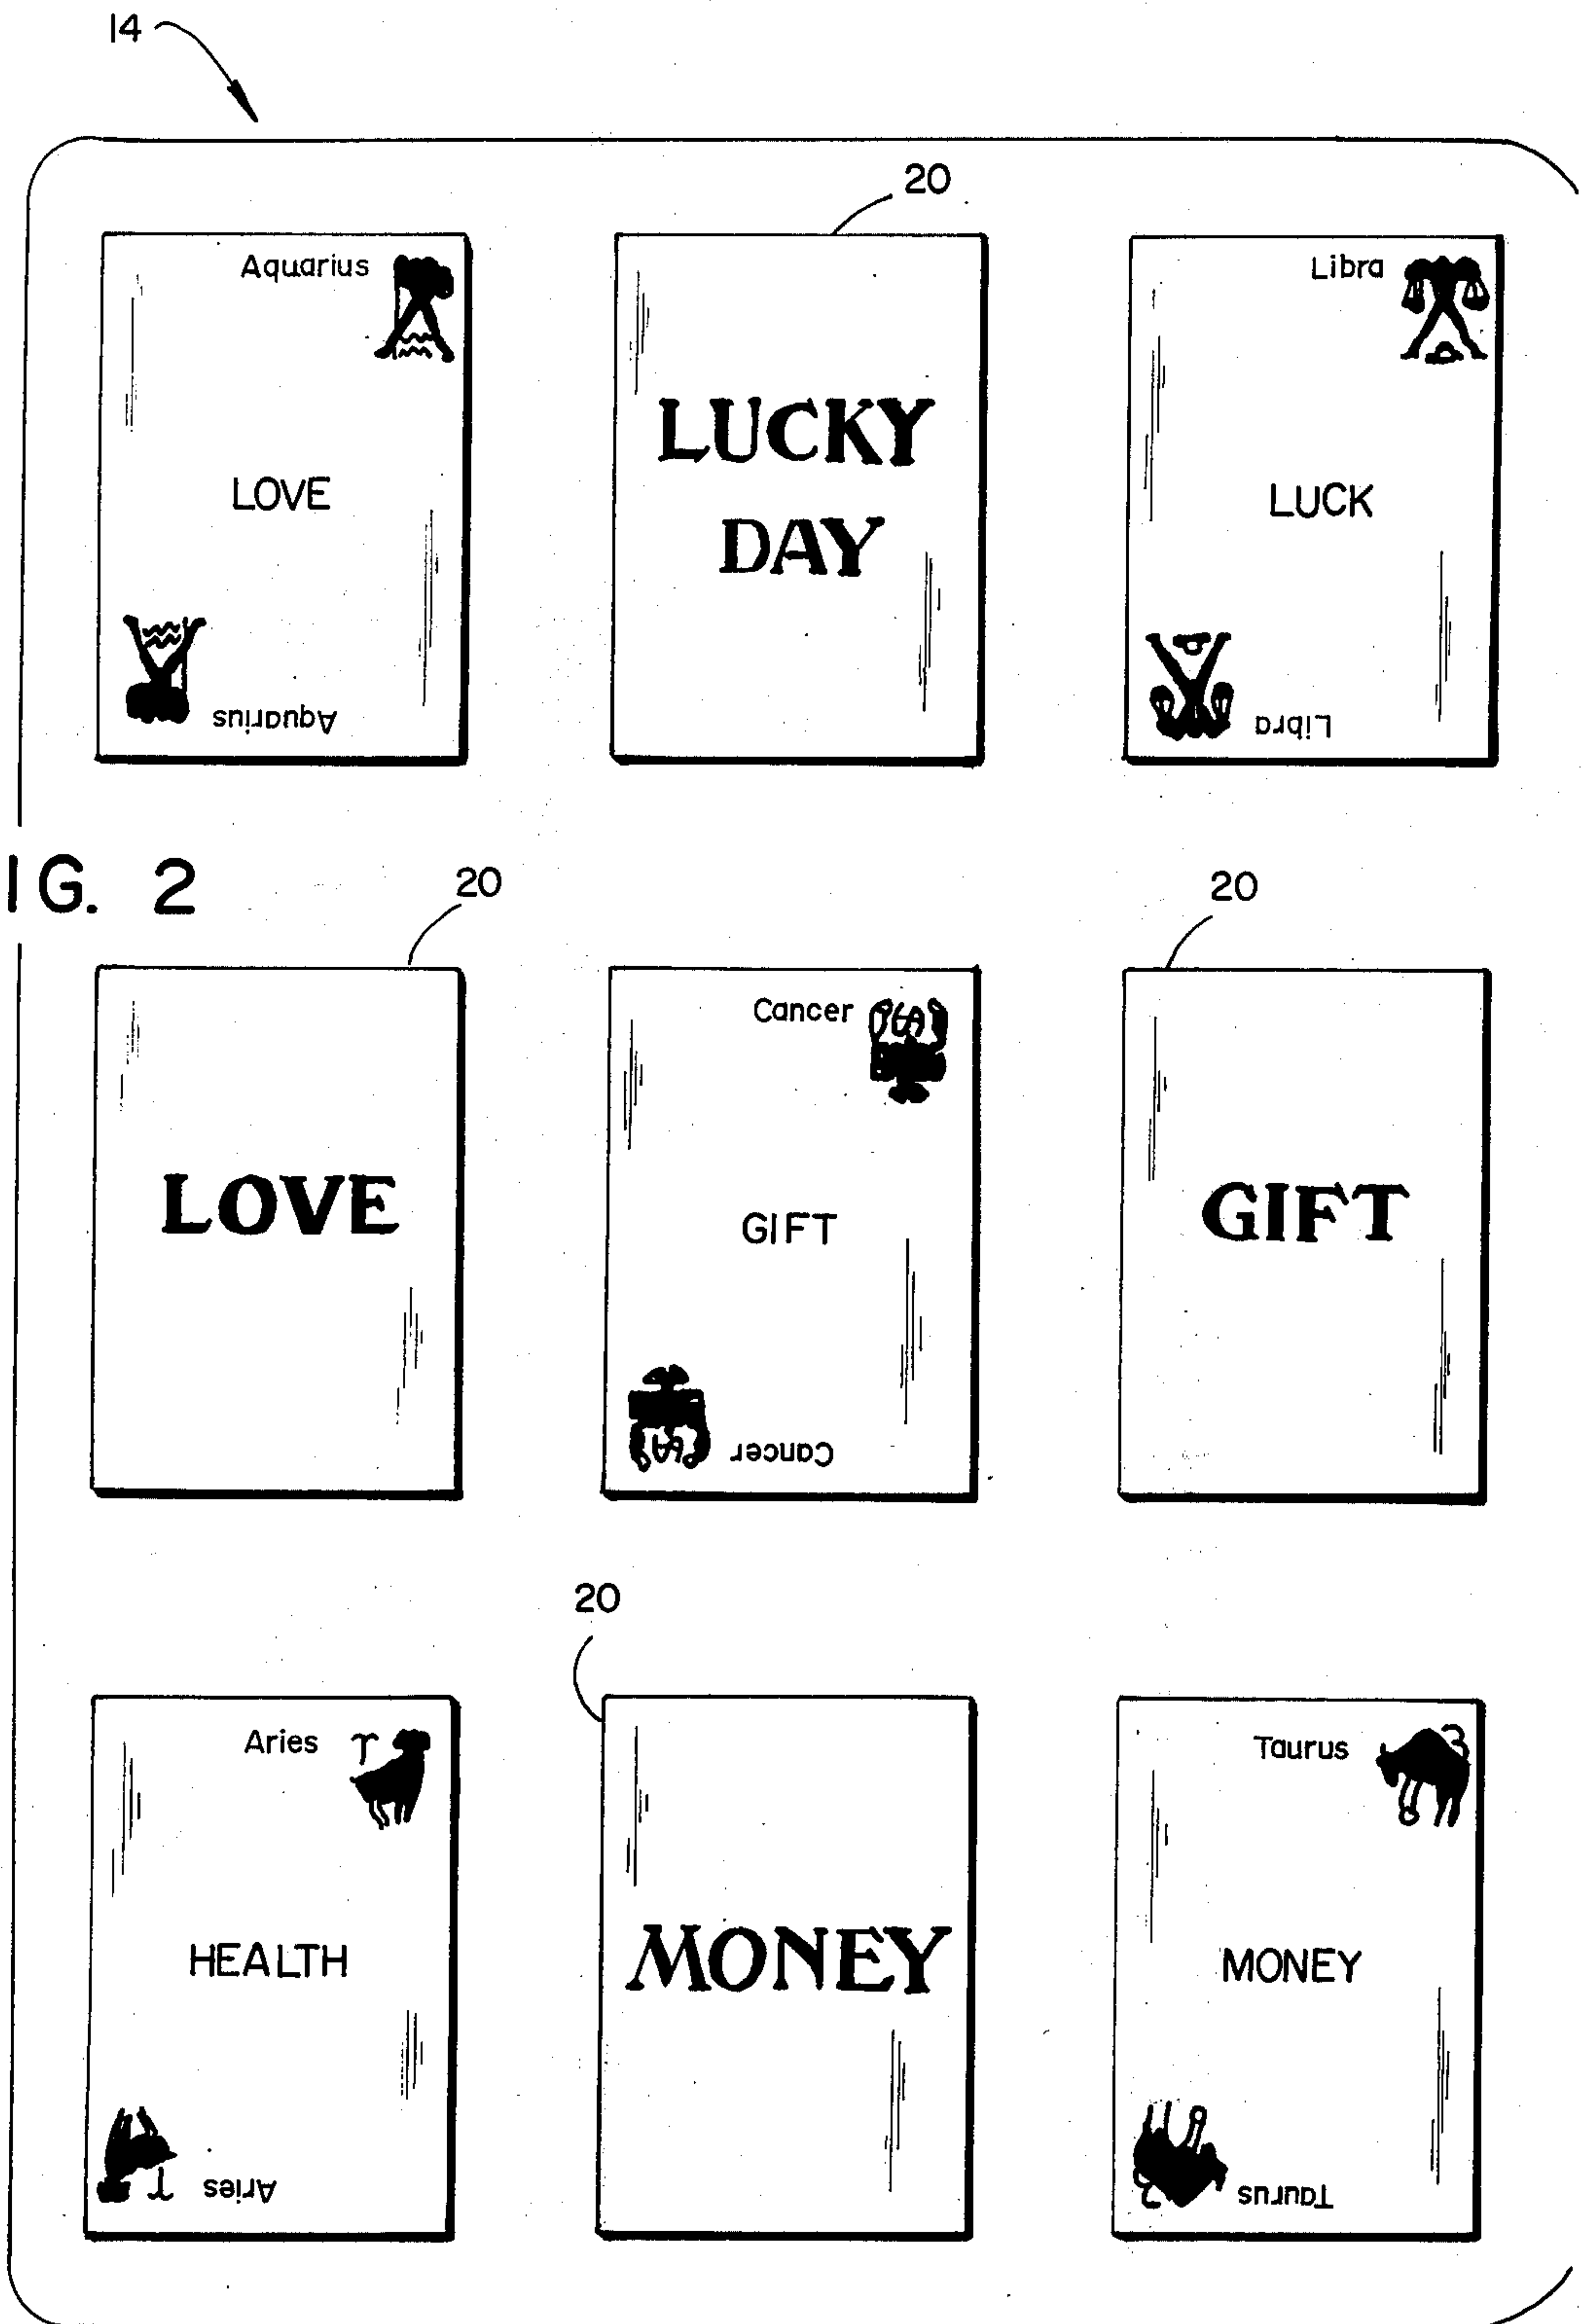 14
20
Aquarius
Libra
LOVE
LUCKY
DAY
LUCK
Aquarius
Libra
IG. 2
20
20
Cancer
LOVE
GIFT
GIFT
Cancer
20
Aries
Taurus
HEALTH
MONEY
MONEY
Aries
Taurus